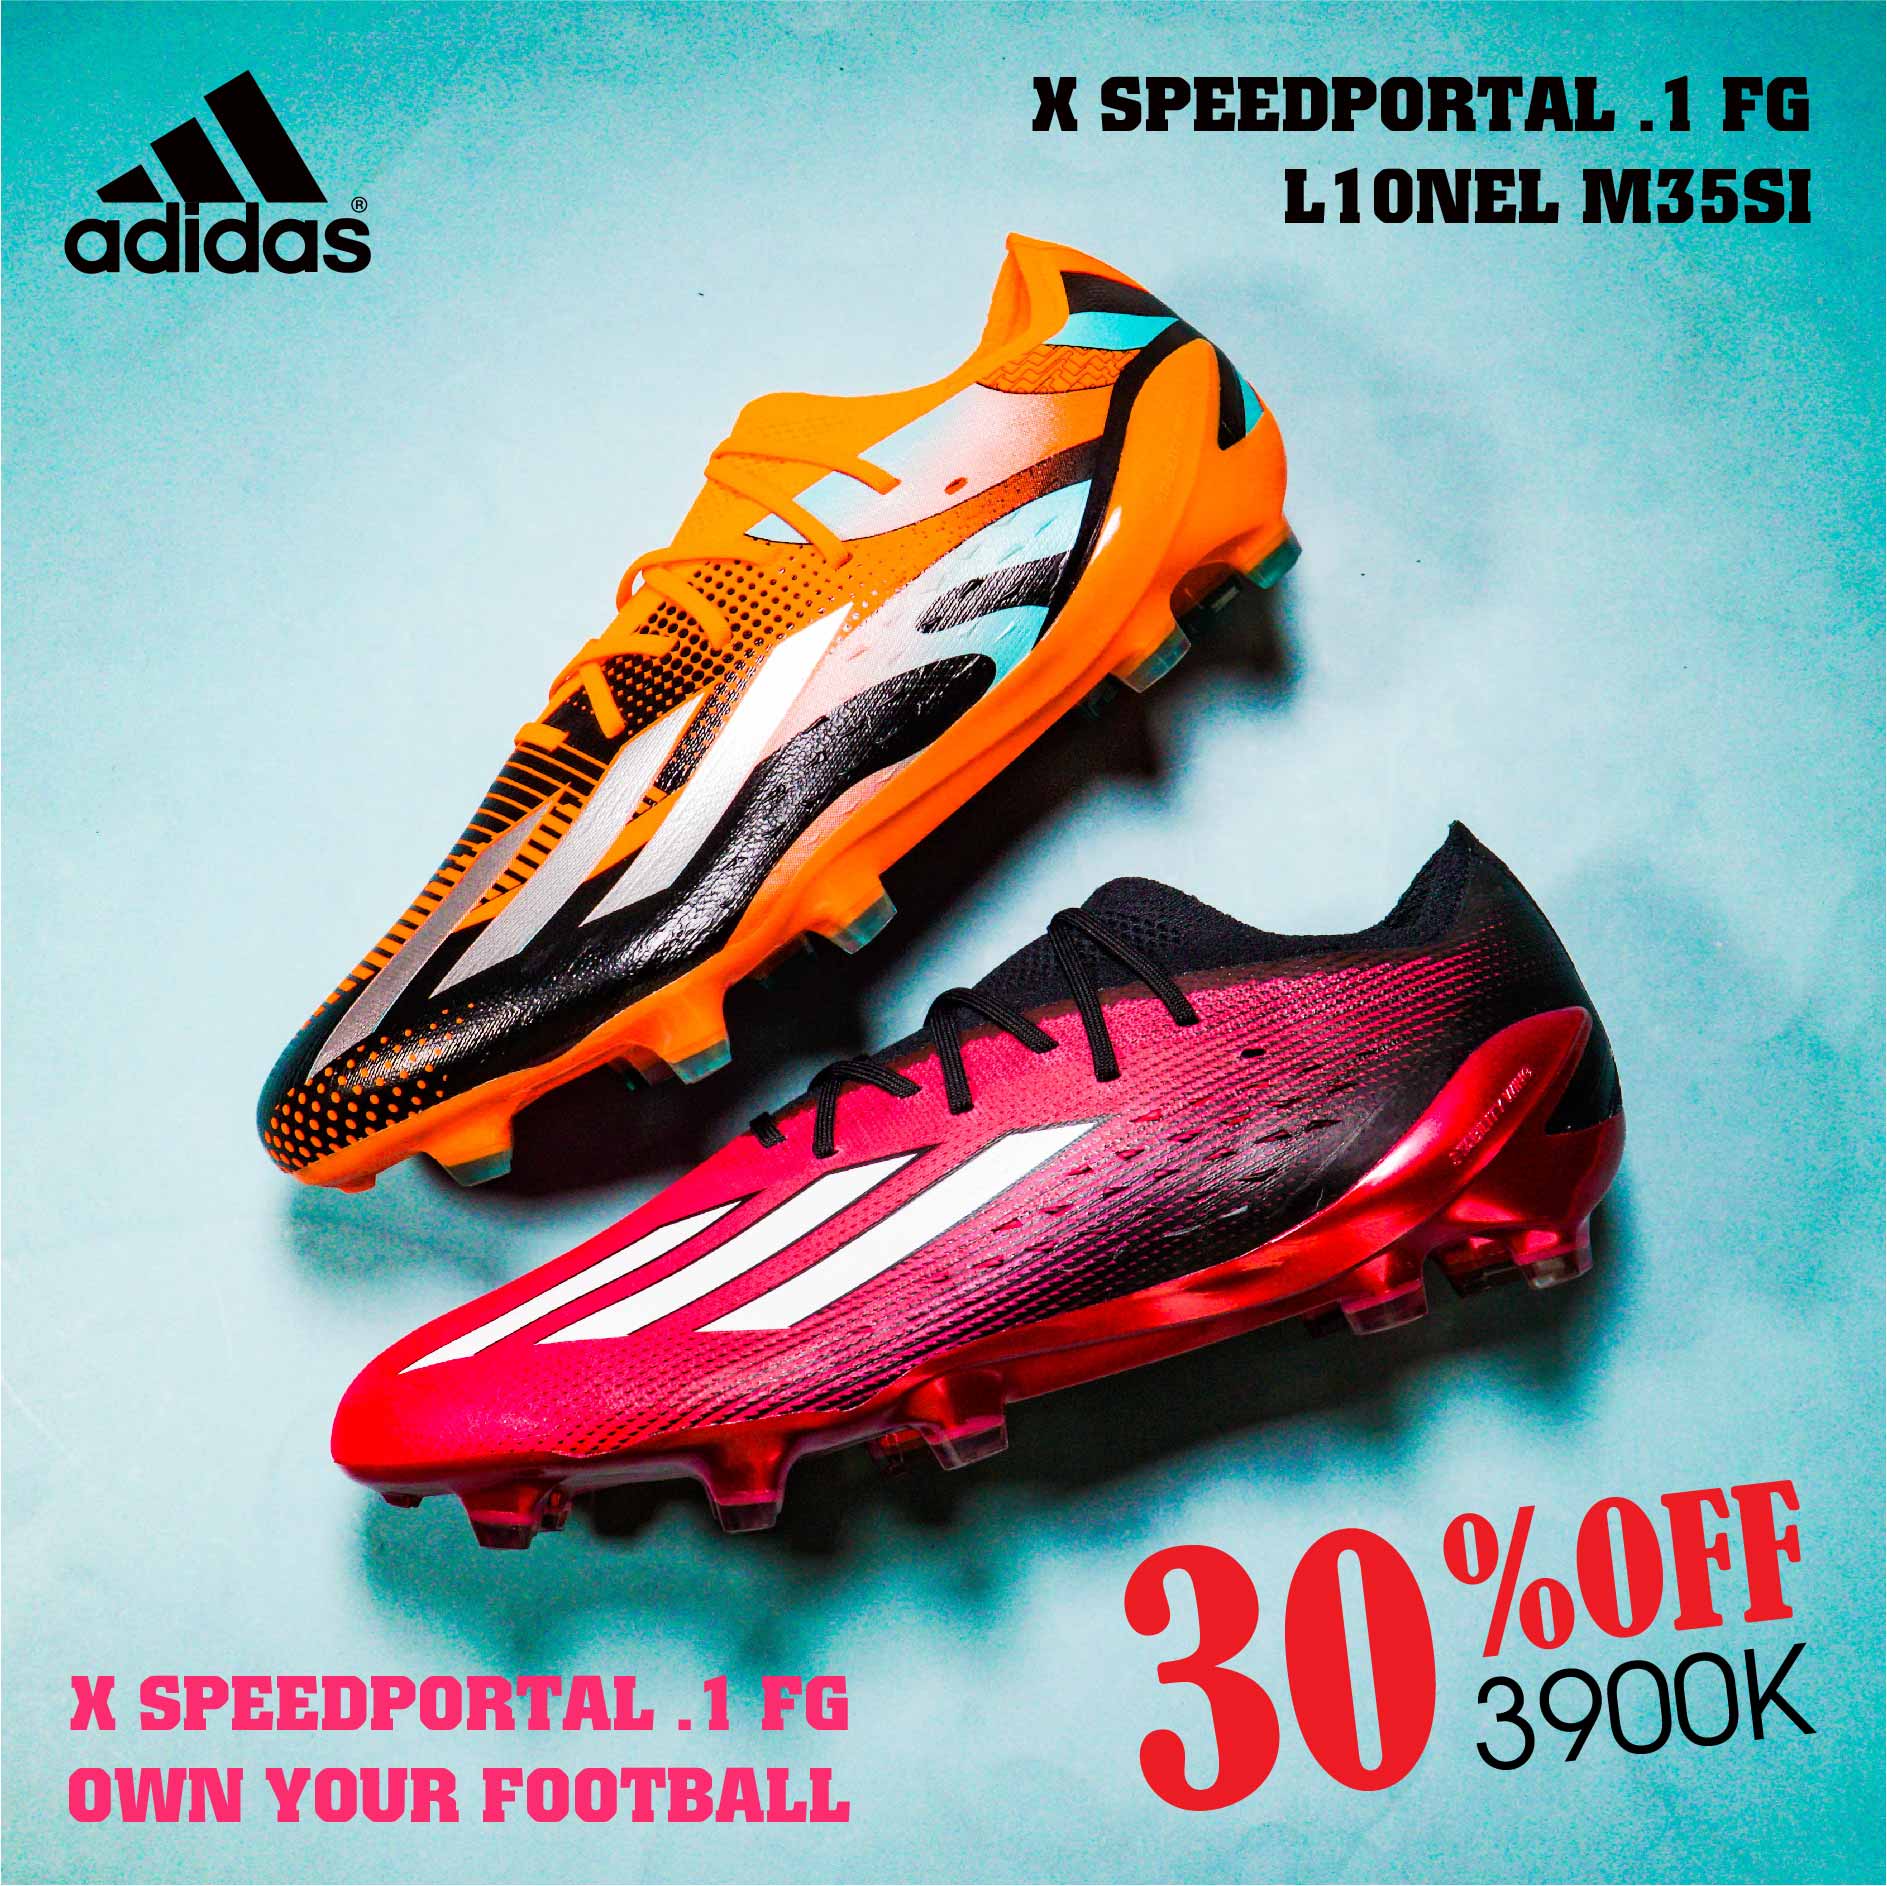 adidas®
X SPEEDPORTAL .1 FG
L10NEL M35SI
X SPEEDPORTAL .1 FG
OWN YOUR FOOTBALL
30%OFF
3900K